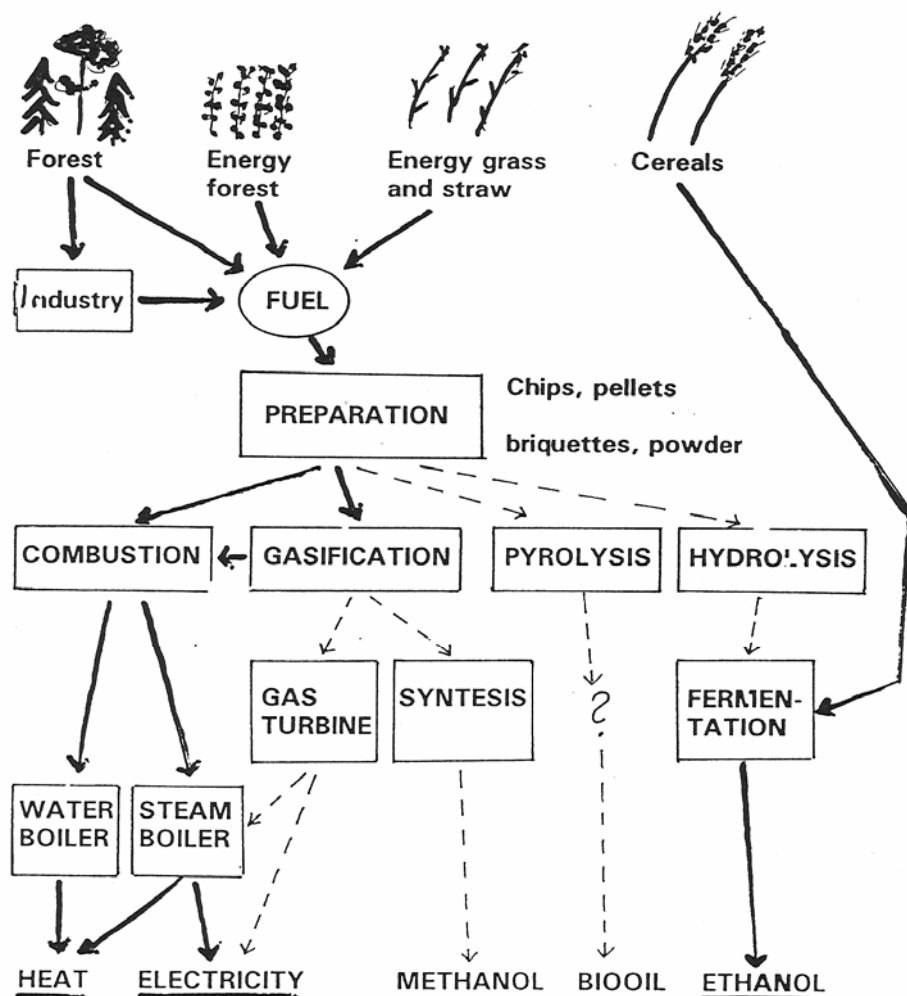 Forest
Energy
forest
Energy grass
and straw
Cereals
Industry
FUEL
PREPARATION
Chips, pellets
briquettes, powder
COMBUSTION
GASIFICATION
PYROLYSIS
HYDROLYSIS
GAS
TURBINE
SYNTESIS
?
FERMEN-
TATION
WATER
BOILER
STEAM
BOILER
HEAT
ELECTRICITY
METHANOL
BIOOIL
ETHANOL